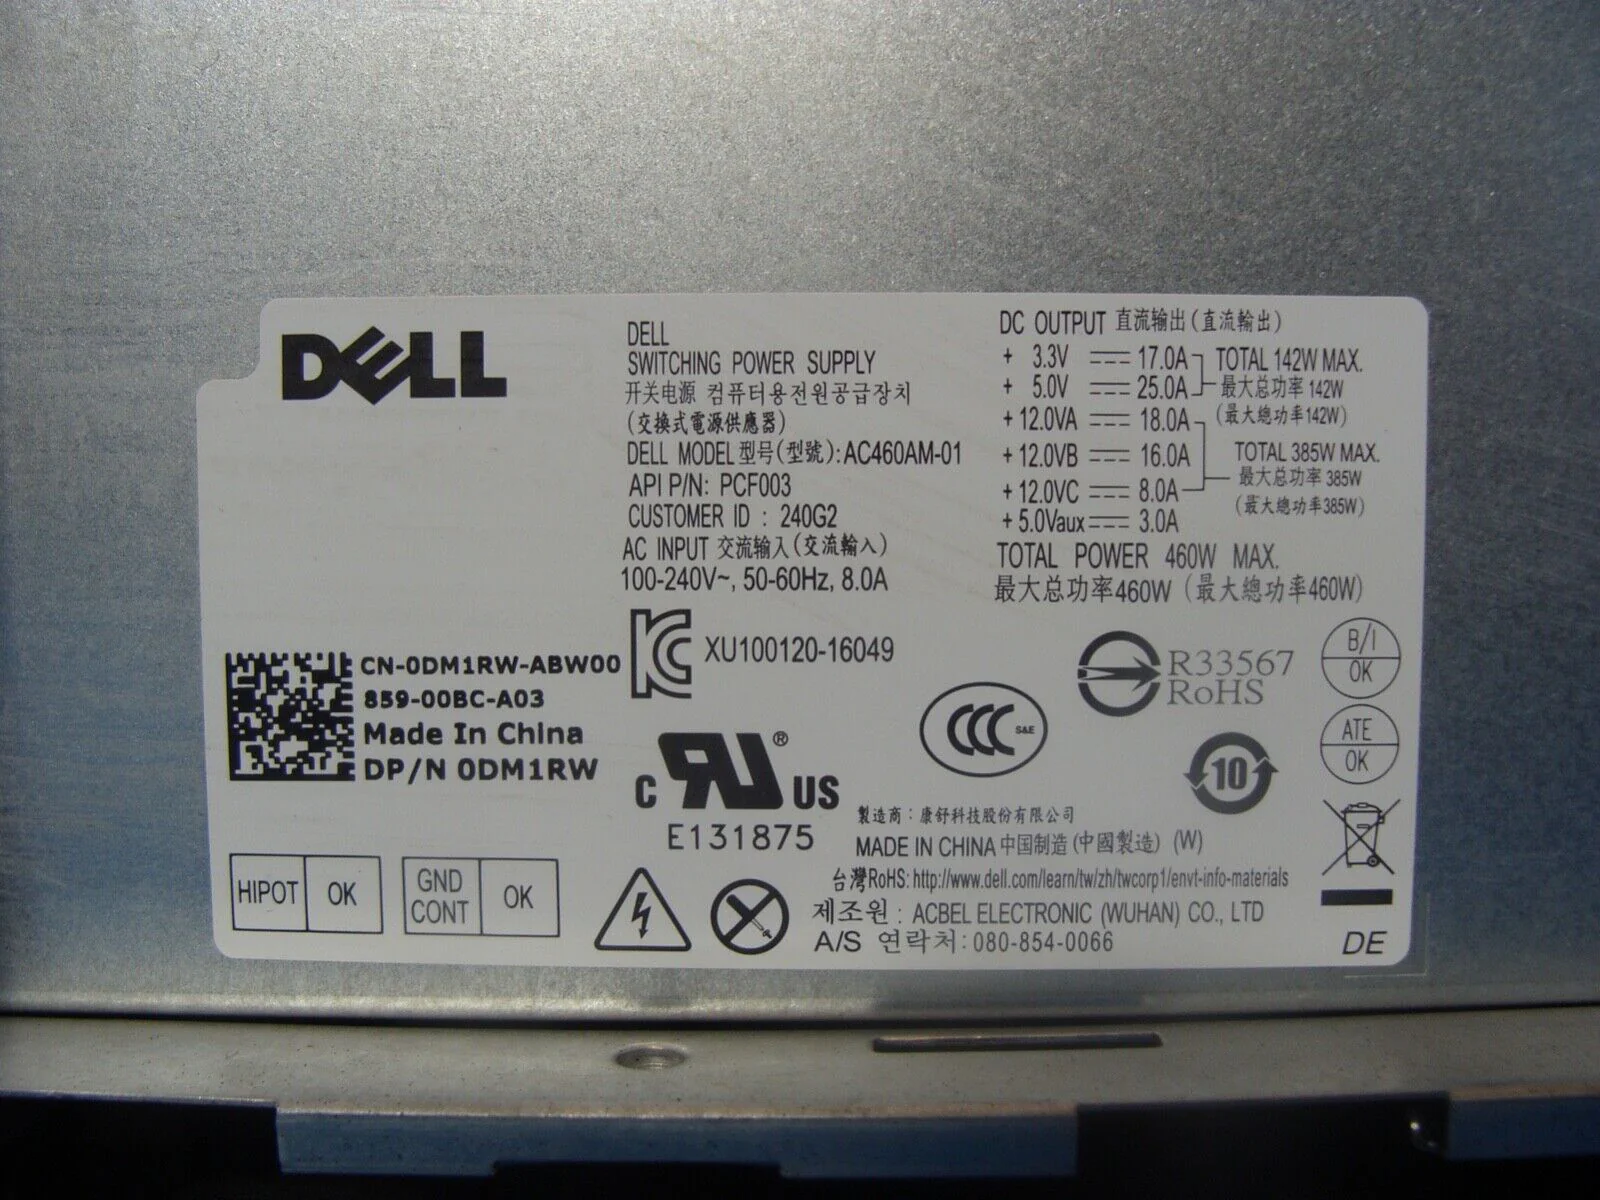 DELL
DELL
SWITCHING POWER SUPPLY
开关电源 컴퓨터용전원공급장치
(交換式電源供應器)
DELL MODEL型号(型號):AC460AM-01
API P/N: PCF003
CUSTOMER ID : 240G2
AC INPUT 交流输入(交流輸入)
100-240V~, 50-60Hz, 8.0A
DC OUTPUT 直流输出(直流輸出)
+ 3.3V ⎓ 17.0A TOTAL 142W MAX.
+ 5.0V ⎓ 25.0A 最大总功率142W
(最大總功率142W)
+ 12.0VA ⎓ 18.0A
+ 12.0VB ⎓ 16.0A TOTAL 385W MAX.
最大总功率 385W
+ 12.0VC ⎓ 8.0A (最大總功率385W)
+ 5.0Vaux ⎓ 3.0A
TOTAL POWER 460W MAX.
最大总功率460W (最大總功率460W)
CN-0DM1RW-ABW00
859-00BC-A03
Made In China
DP/N 0DM1RW
KC XU100120-16049
c RU ® US
E131875
CCC S&E
R33567
RoHS
B/I
OK
ATE
OK
10
製造商：康舒科技股份有限公司
MADE IN CHINA 中国制造(中國製造) (W)
台灣RoHS: http://www.dell.com/learn/tw/zh/twcorp1/envt-info-materials
제조원 : ACBEL ELECTRONIC (WUHAN) CO., LTD
A/S 연락처:080-854-0066
HIPOT OK
GND
CONT OK
DE